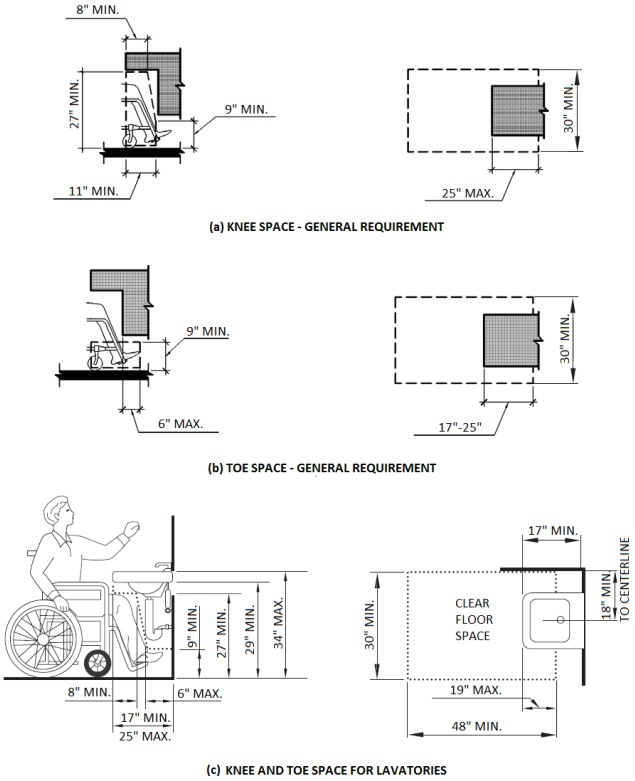 8" MIN.
27" MIN.
9" MIN.
11" MIN.
30" MIN.
25" MAX.
(a) KNEE SPACE - GENERAL REQUIREMENT
9" MIN.
6" MAX.
30" MIN.
17"-25"
(b) TOE SPACE - GENERAL REQUIREMENT
9" MIN.
27" MIN.
29" MIN.
34" MAX.
8" MIN.
6" MAX.
17" MIN.
25" MAX.
17" MIN.
18" MIN
TO CENTERLINE
30" MIN.
CLEAR
FLOOR
SPACE
19" MAX.
48" MIN.
(c) KNEE AND TOE SPACE FOR LAVATORIES